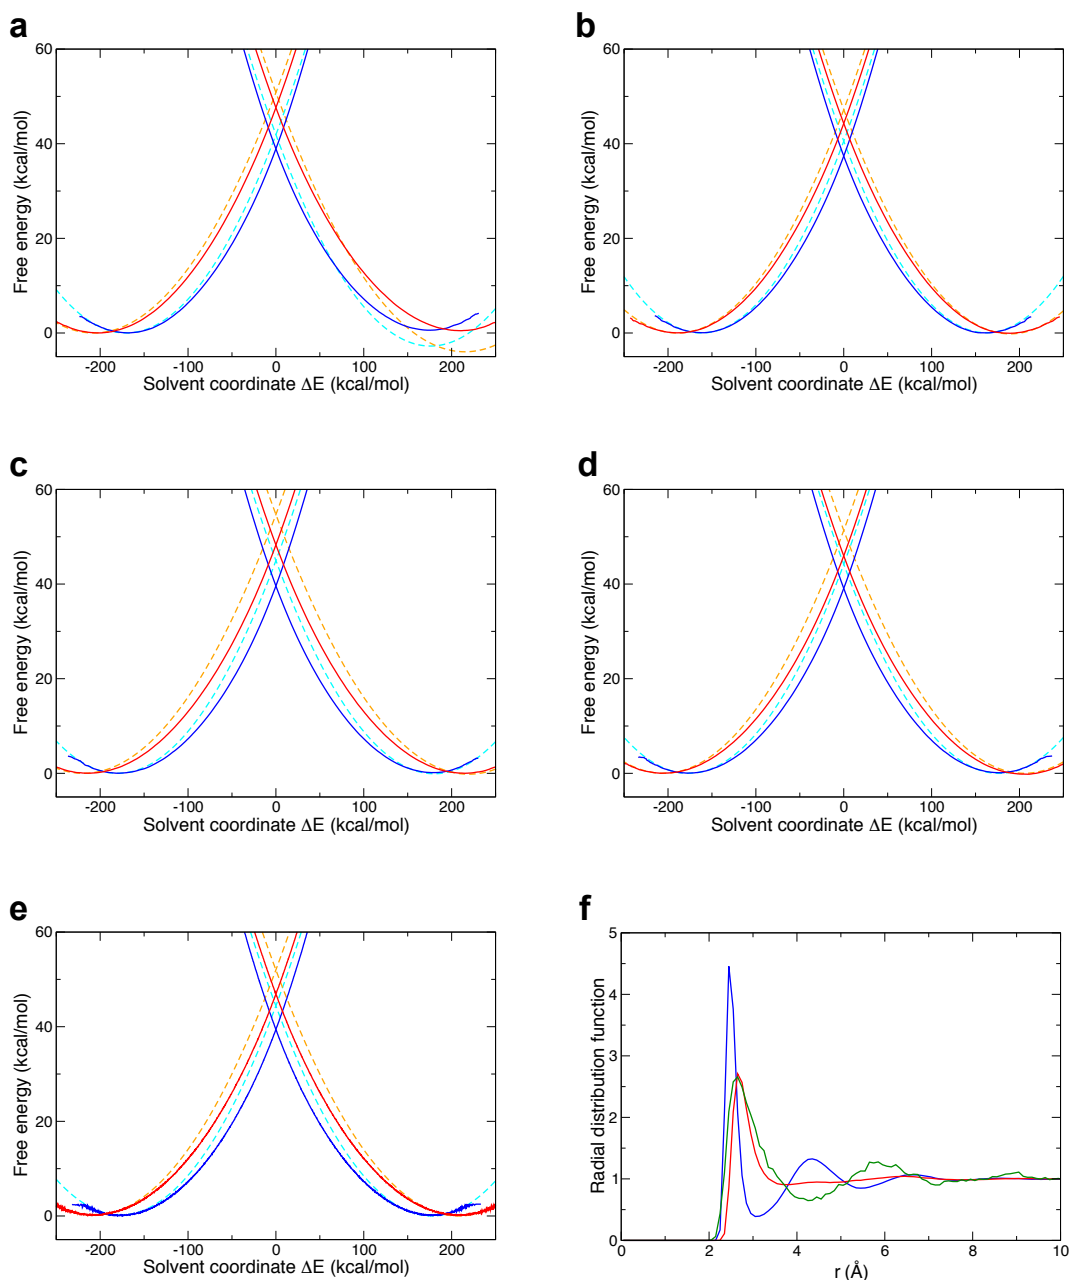 a
60
40
20
0
Free energy (kcal/mol)
-200 -100 0 100 200
Solvent coordinate ΔE (kcal/mol)
b
60
40
20
0
Free energy (kcal/mol)
-200 -100 0 100 200
Solvent coordinate ΔE (kcal/mol)
c
60
40
20
0
Free energy (kcal/mol)
-200 -100 0 100 200
Solvent coordinate ΔE (kcal/mol)
d
60
40
20
0
Free energy (kcal/mol)
-200 -100 0 100 200
Solvent coordinate ΔE (kcal/mol)
e
60
40
20
0
Free energy (kcal/mol)
-200 -100 0 100 200
Solvent coordinate ΔE (kcal/mol)
f
5
4
3
2
1
0
Radial distribution function
0 2 4 6 8 10
r (Å)